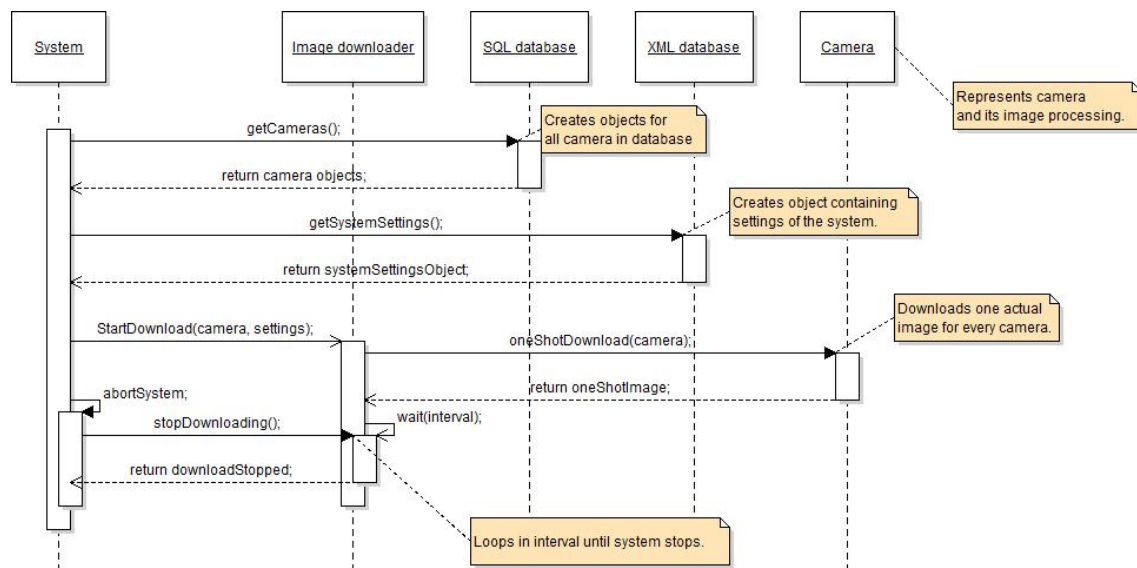 System
Image downloader
SQL database
XML database
Camera
Represents camera
and its image processing.
Creates objects for
all camera in database
getCameras();
return camera objects;
Creates object containing
settings of the system.
getSystemSettings();
return systemSettingsObject;
Downloads one actual
image for every camera.
StartDownload(camera, settings);
oneShotDownload(camera);
return oneShotImage;
abortSystem;
wait(interval);
stopDownloading();
return downloadStopped;
Loops in interval until system stops.